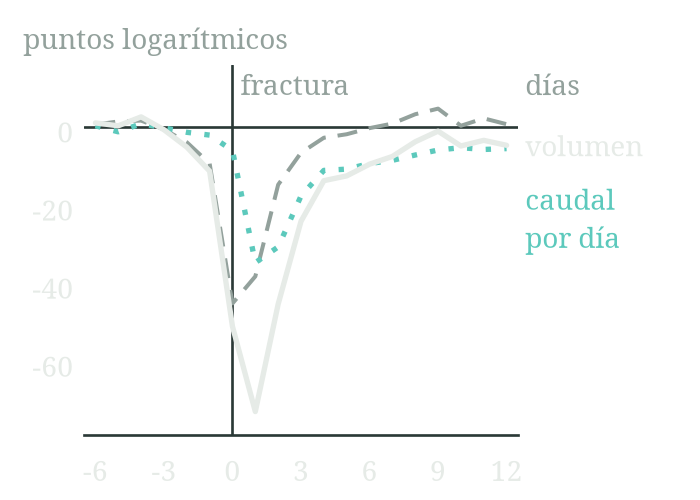 puntos logarítmicos
fractura
días
0
volumen
-20
caudal
por día
-40
-60
-6 -3 0 3 6 9 12